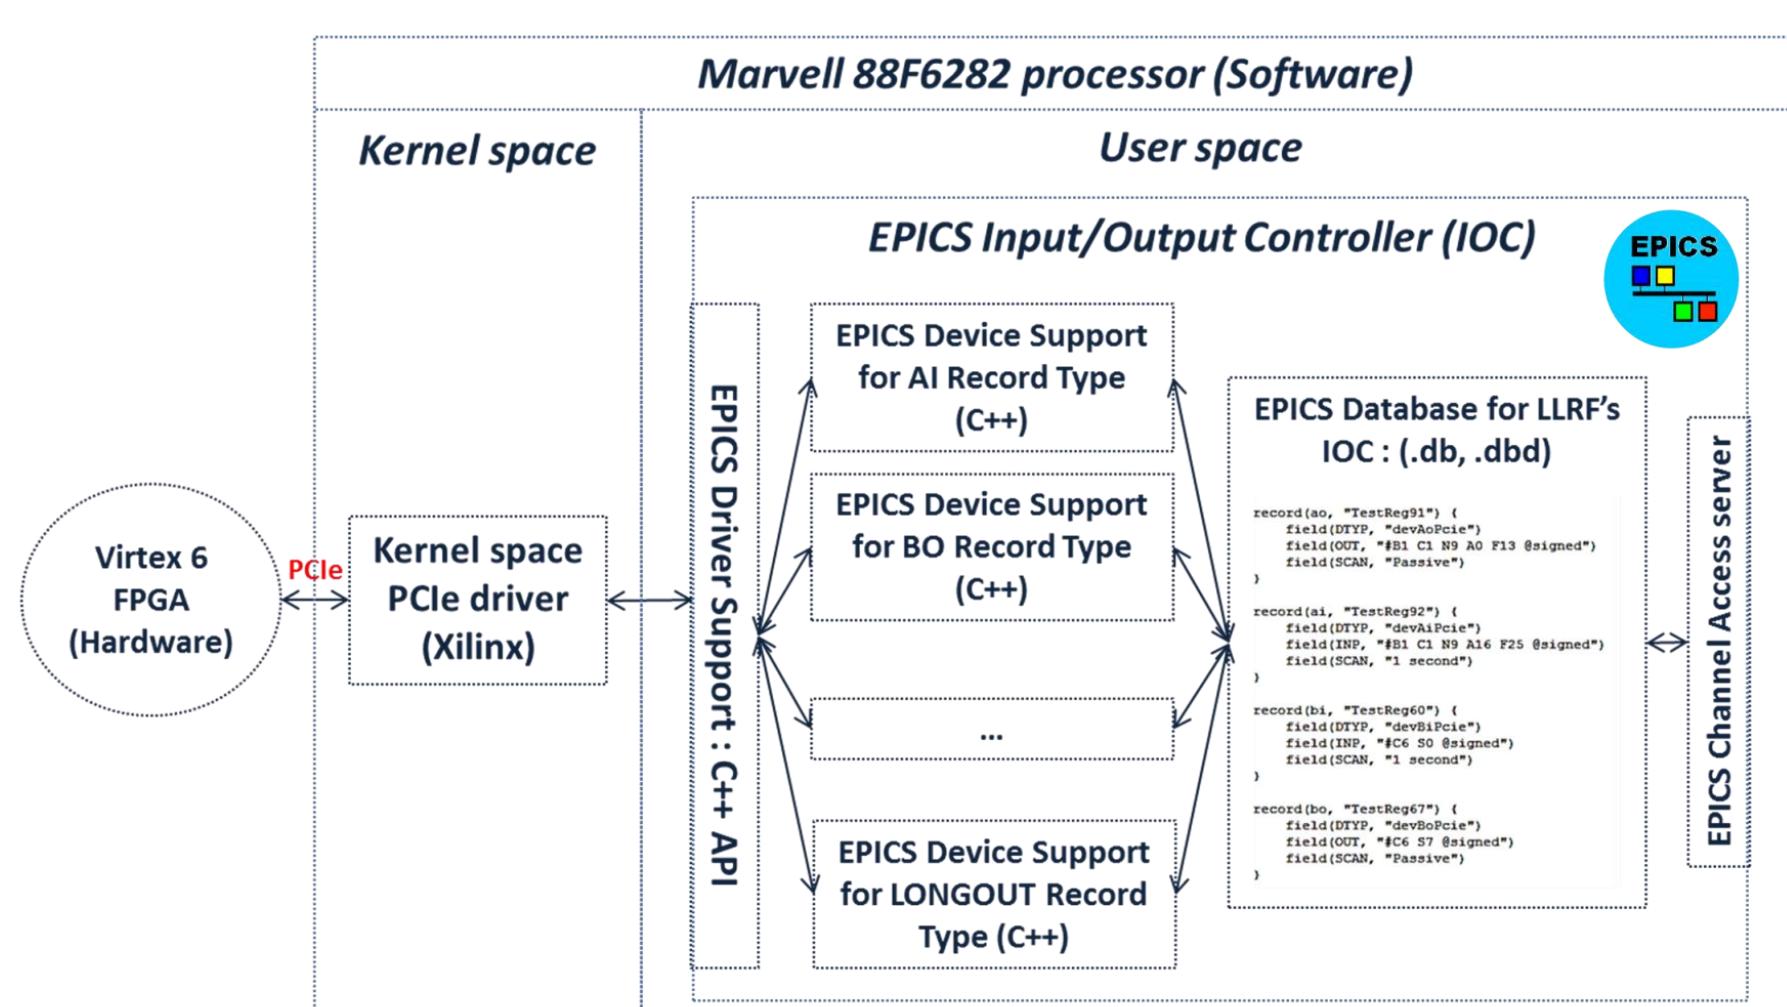 Marvell 88F6282 processor (Software)
Kernel space
User space
EPICS Input/Output Controller (IOC)
EPICS
Virtex 6
FPGA
(Hardware)
PCIe
Kernel space
PCIe driver
(Xilinx)
EPICS Driver Support : C++ API
EPICS Device Support
for AI Record Type
(C++)
EPICS Device Support
for BO Record Type
(C++)
...
EPICS Device Support
for LONGOUT Record
Type (C++)
EPICS Database for LLRF's
IOC : (.db, .dbd)
record(ao, "TestReg91") {
field(DTYP, "devAoPcie")
field(OUT, "#B1 C1 N9 A0 F13 @signed")
field(SCAN, "Passive")
}
record(ai, "TestReg92") {
field(DTYP, "devAiPcie")
field(INP, "#B1 C1 N9 A16 F25 @signed")
field(SCAN, "1 second")
}
record(bi, "TestReg60") {
field(DTYP, "devBiPcie")
field(INP, "#C6 S0 @signed")
field(SCAN, "1 second")
}
record(bo, "TestReg67") {
field(DTYP, "devBoPcie")
field(OUT, "#C6 S7 @signed")
field(SCAN, "Passive")
}
EPICS Channel Access server